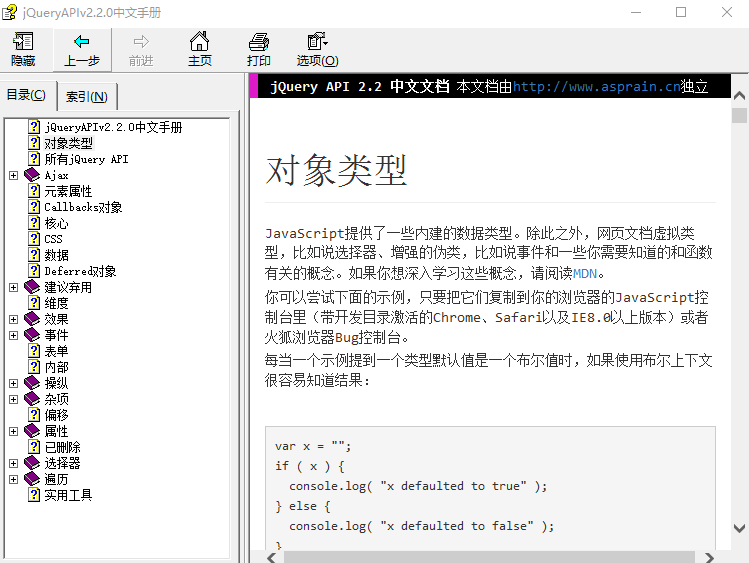 jQueryAPIv2.2.0中文手册
隐藏 上一步 前进 主页 打印 选项(O)
目录(C) 索引(N)
jQueryAPIv2.2.0中文手册
对象类型
所有jQuery API
Ajax
元素属性
Callbacks对象
核心
CSS
数据
Deferred对象
建议弃用
维度
效果
事件
表单
内部
操纵
杂项
偏移
属性
已删除
选择器
遍历
实用工具
jQuery API 2.2 中文文档 本文档由http://www.asprain.cn独立
对象类型
JavaScript提供了一些内建的数据类型。除此之外，网页文档虚拟类
型，比如说选择器、增强的伪类，比如说事件和一些你需要知道的和函数
有关的概念。如果你想深入学习这些概念，请阅读MDN。
你可以尝试下面的示例，只要把它们复制到你的浏览器的JavaScript控
制台里（带开发目录激活的Chrome、Safari以及IE8.0以上版本）或者
火狐浏览器Bug控制台。
每当一个示例提到一个类型默认值是一个布尔值时，如果使用布尔上下文
很容易知道结果：
var x = "";
if ( x ) {
  console.log( "x defaulted to true" );
} else {
  console.log( "x defaulted to false" );
}